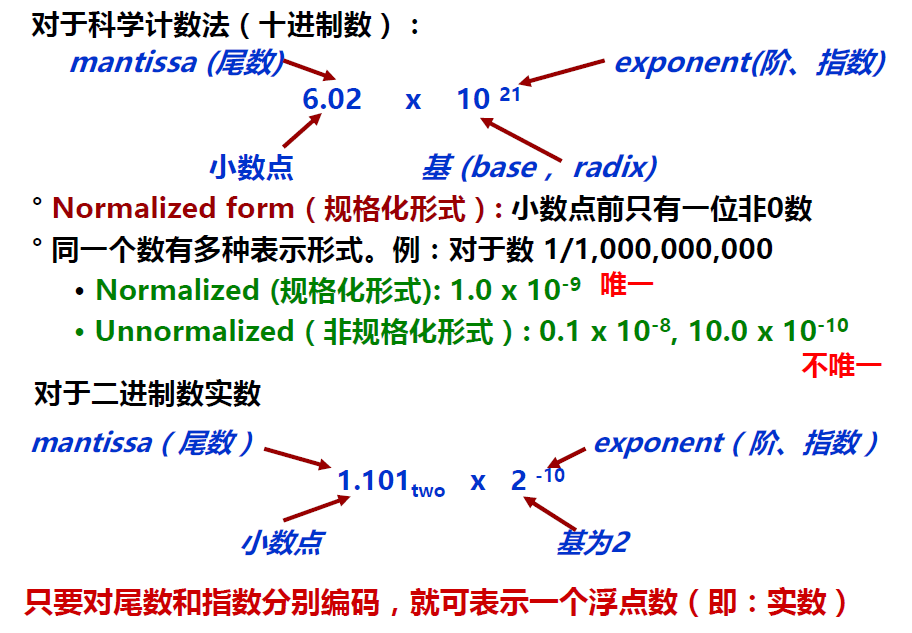 对于科学计数法（十进制数）：
mantissa (尾数) exponent(阶、指数)
6.02 x 10 21
小数点 基 (base， radix)
° Normalized form（规格化形式）: 小数点前只有一位非0数
° 同一个数有多种表示形式。例：对于数 1/1,000,000,000
• Normalized (规格化形式): 1.0 x 10-9 唯一
• Unnormalized（非规格化形式）: 0.1 x 10-8, 10.0 x 10-10
不唯一
对于二进制数实数
mantissa（尾数） exponent（阶、指数）
1.101two x 2 -10
小数点 基为2
只要对尾数和指数分别编码，就可表示一个浮点数（即：实数）